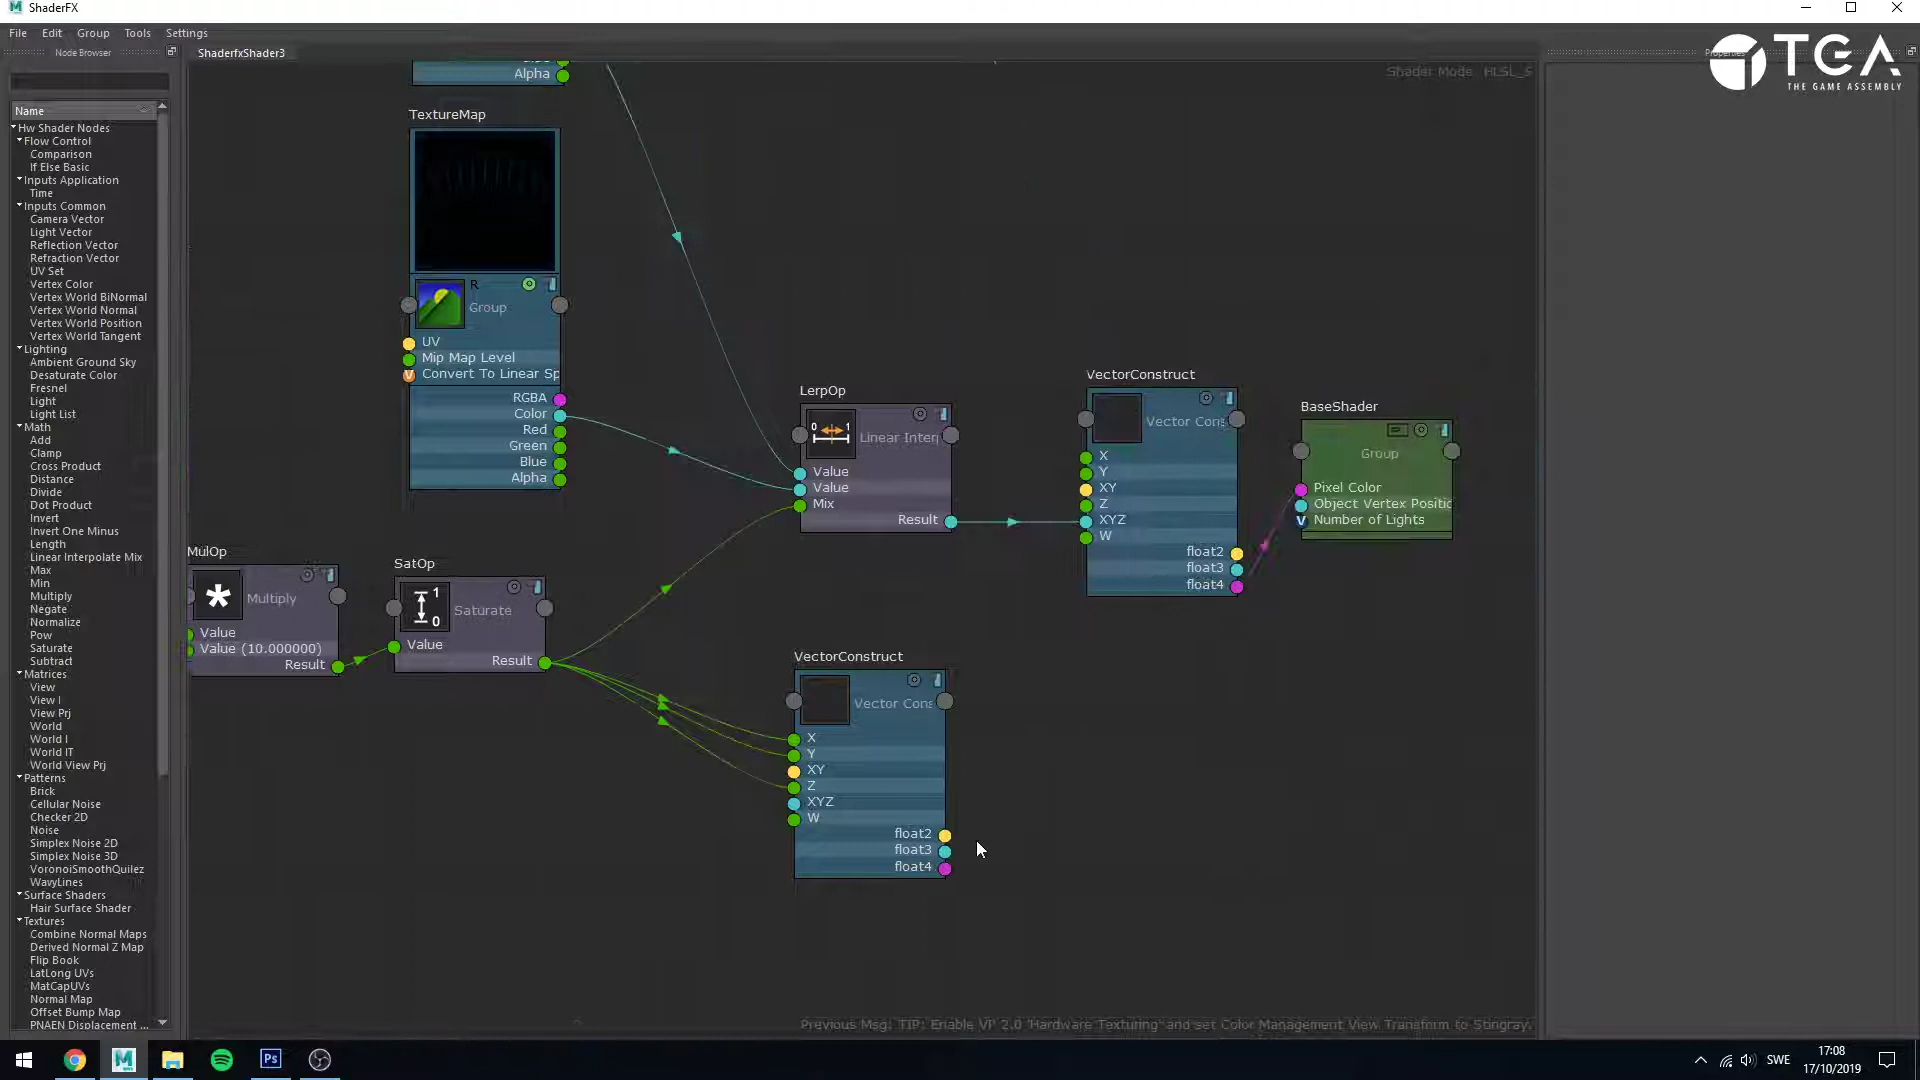 ShaderFX
File Edit Group Tools Settings
Node Browser
ShaderfxShader3
Shader Mode: HLSL_5
TGA
THE GAME ASSEMBLY
Name
Hw Shader Nodes
Flow Control
Comparison
If Else Basic
Inputs Application
Time
Inputs Common
Camera Vector
Light Vector
Reflection Vector
Refraction Vector
UV Set
Vertex Color
Vertex World BiNormal
Vertex World Normal
Vertex World Position
Vertex World Tangent
Lighting
Ambient Ground Sky
Desaturate Color
Fresnel
Light
Light List
Math
Add
Clamp
Cross Product
Distance
Divide
Dot Product
Invert
Invert One Minus
Length
Linear Interpolate Mix
Max
Min
Multiply
Negate
Normalize
Pow
Saturate
Subtract
Matrices
View
View I
View Prj
World
World I
World IT
World View Prj
Patterns
Brick
Cellular Noise
Checker 2D
Noise
Simplex Noise 2D
Simplex Noise 3D
VoronoiSmoothQuilez
WavyLines
Surface Shaders
Hair Surface Shader
Textures
Combine Normal Maps
Derived Normal Z Map
Flip Book
LatLong UVs
MatCapUVs
Normal Map
Offset Bump Map
PNAEN Displacement ...
Alpha
TextureMap
R
Group
UV
Mip Map Level
V
Convert To Linear Sp
RGBA
Color
Red
Green
Blue
Alpha
MulOp
*
Multiply
Value
Value (10.000000)
Result
SatOp
1
0
Saturate
Value
Result
LerpOp
0 1
Linear Interp
Value
Value
Mix
Result
VectorConstruct
Vector Cons
X
Y
XY
Z
XYZ
W
float2
float3
float4
VectorConstruct
Vector Cons
X
Y
XY
Z
XYZ
W
float2
float3
float4
BaseShader
Group
Pixel Color
Object Vertex Positic
V
Number of Lights
Previous Msg: TIP: Enable VP 2.0 'Hardware Texturing' and set Color Management View Transform to Stingray.
Ps
SWE
17:08
17/10/2019